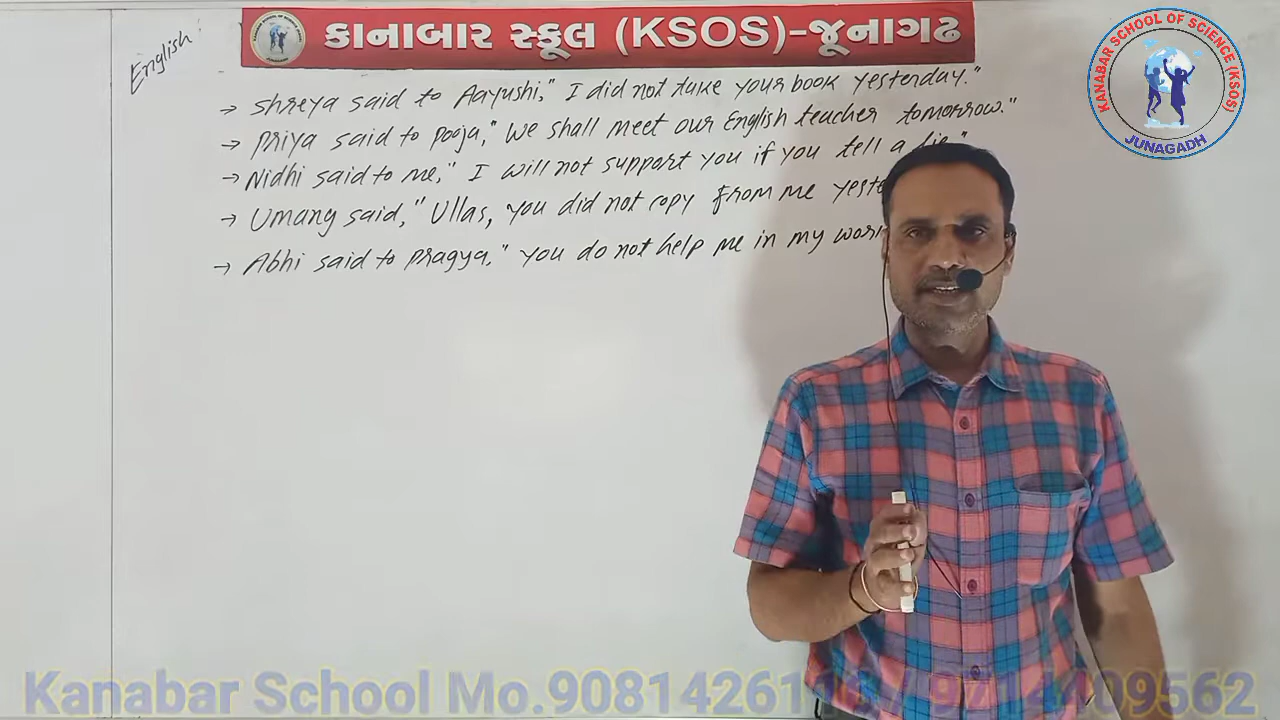 English :
કાનાબાર સ્કૂલ (KSOS)-જૂનાગઢ
KANABAR SCHOOL OF SCIENCE (KSOS)
JUNAGADH
→ Shreya said to Aayushi," I did not take your book yesterday."
→ Priya said to Pooja," We shall meet our English teacher tomorrow."
→ Nidhi said to me," I will not support you if you tell a lie."
→ Umang said," Ullas, you did not copy from me
→ Abhi said to Pragya," you do not help me in my
Kanabar School Mo.